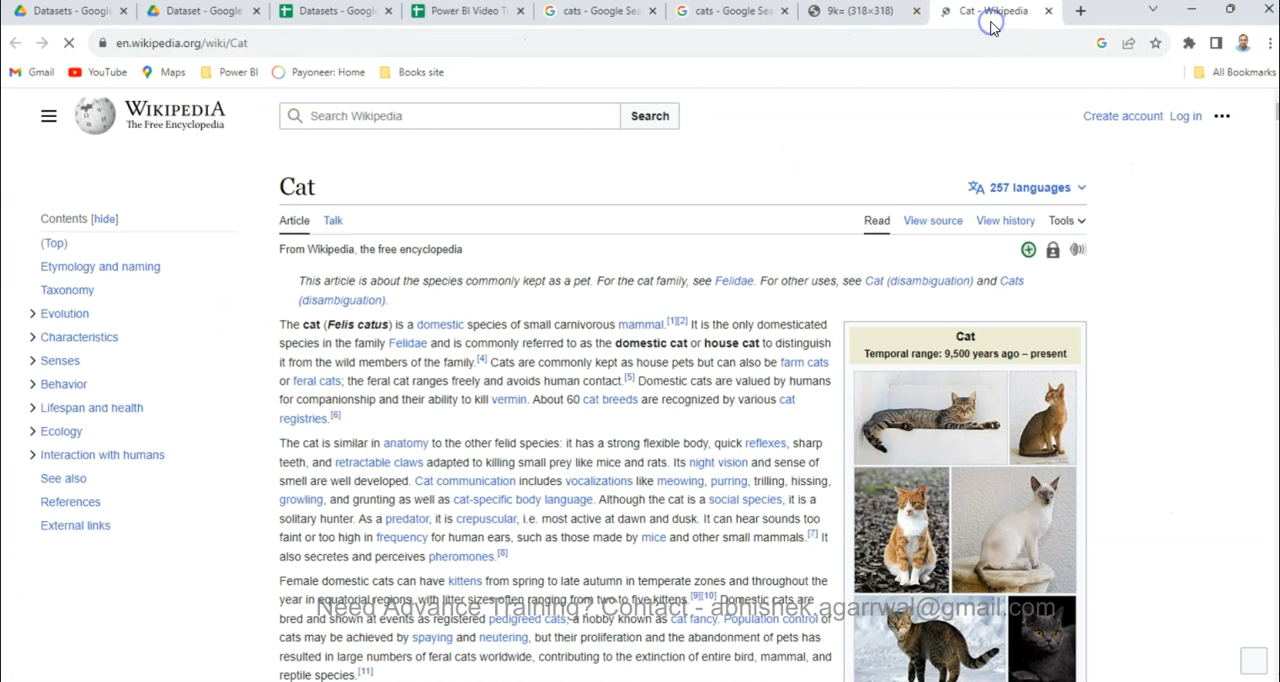 Datasets - Googl
Dataset - Google
Datasets - Googl
Power BI Video T
cats - Google Sea
cats - Google Sea
9k= (318×318)
Cat - Wikipedia
en.wikipedia.org/wiki/Cat
Gmail
YouTube
Maps
Power BI
Payoneer: Home
Books site
All Bookmarks
WIKIPEDIA
The Free Encyclopedia
Search Wikipedia
Search
Create account
Log in
Cat
257 languages
Contents [hide]
(Top)
Etymology and naming
Taxonomy
Evolution
Characteristics
Senses
Behavior
Lifespan and health
Ecology
Interaction with humans
See also
References
External links
Article
Talk
Read
View source
View history
Tools
From Wikipedia, the free encyclopedia
This article is about the species commonly kept as a pet. For the cat family, see Felidae. For other uses, see Cat (disambiguation) and Cats
(disambiguation).
The cat (Felis catus) is a domestic species of small carnivorous mammal.[1][2] It is the only domesticated
species in the family Felidae and is commonly referred to as the domestic cat or house cat to distinguish
it from the wild members of the family.[4] Cats are commonly kept as house pets but can also be farm cats
or feral cats; the feral cat ranges freely and avoids human contact.[5] Domestic cats are valued by humans
for companionship and their ability to kill vermin. About 60 cat breeds are recognized by various cat
registries.[6]
The cat is similar in anatomy to the other felid species: it has a strong flexible body, quick reflexes, sharp
teeth, and retractable claws adapted to killing small prey like mice and rats. Its night vision and sense of
smell are well developed. Cat communication includes vocalizations like meowing, purring, trilling, hissing,
growling, and grunting as well as cat-specific body language. Although the cat is a social species, it is a
solitary hunter. As a predator, it is crepuscular, i.e. most active at dawn and dusk. It can hear sounds too
faint or too high in frequency for human ears, such as those made by mice and other small mammals.[7] It
also secretes and perceives pheromones.[8]
Female domestic cats can have kittens from spring to late autumn in temperate zones and throughout the
year in equatorial regions, with litter sizes often ranging from two to five kittens.[9][10] Domestic cats are
bred and shown at events as registered pedigreed cats, a hobby known as cat fancy. Population control of
cats may be achieved by spaying and neutering, but their proliferation and the abandonment of pets has
resulted in large numbers of feral cats worldwide, contributing to the extinction of entire bird, mammal, and
reptile species.[11]
Cat
Temporal range: 9,500 years ago – present
Need Advance Training? Contact - abhishek.agarrwal@gmail.com